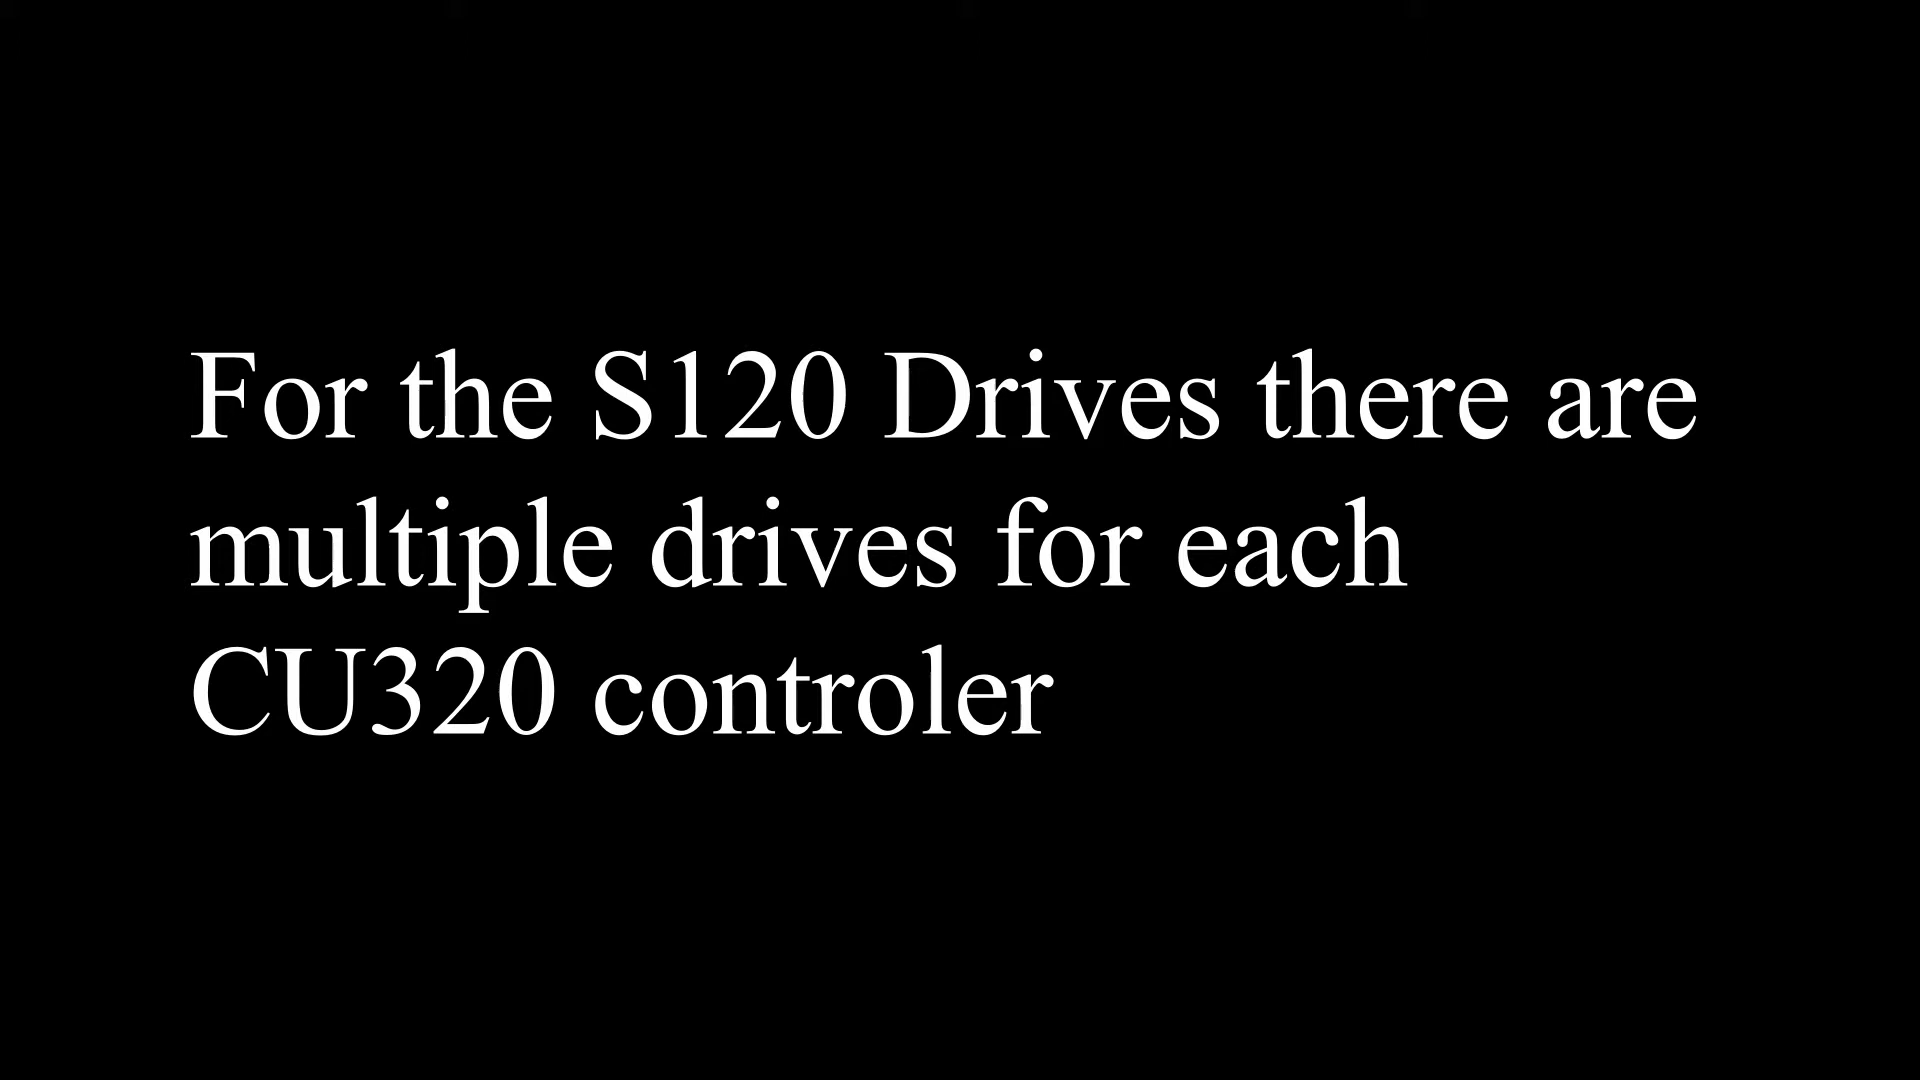 For the S120 Drives there are
multiple drives for each
CU320 controler